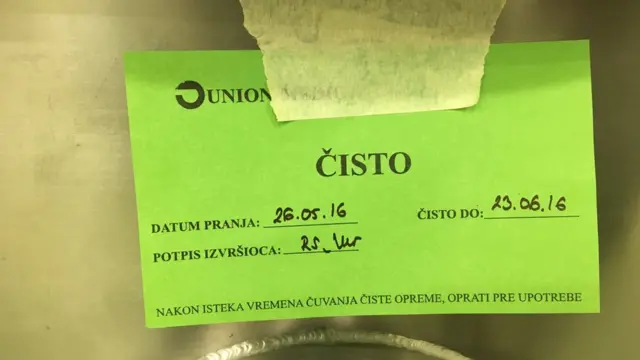 UNION
ČISTO
DATUM PRANJA: 26.05.16 ČISTO DO: 23.06.16
POTPIS IZVRŠIOCA:
NAKON ISTEKA VREMENA ČUVANJA ČISTE OPREME, OPRATI PRE UPOTREBE